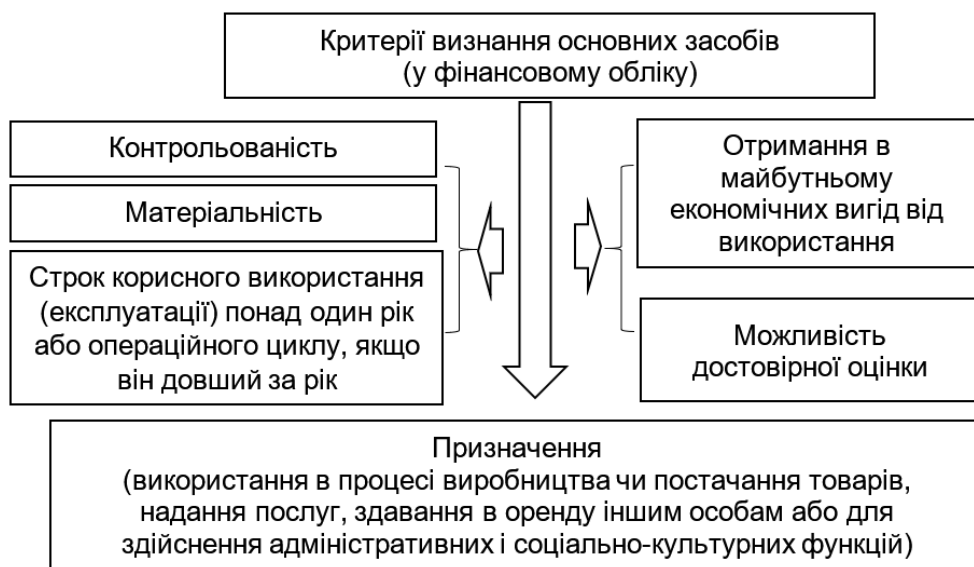 Критерії визнання основних засобів
(у фінансовому обліку)
Контрольованість
Матеріальність
Строк корисного використання
(експлуатації) понад один рік
або операційного циклу, якщо
він довший за рік
Отримання в
майбутньому
економічних вигід від
використання
Можливість
достовірної оцінки
Призначення
(використання в процесі виробництва чи постачання товарів,
надання послуг, здавання в оренду іншим особам або для
здійснення адміністративних і соціально-культурних функцій)